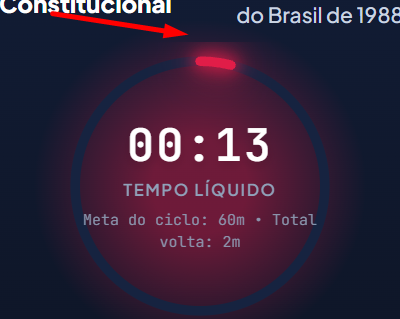 Constitucional
do Brasil de 1988
00:13
TEMPO LÍQUIDO
Meta do ciclo: 60m • Total
volta: 2m